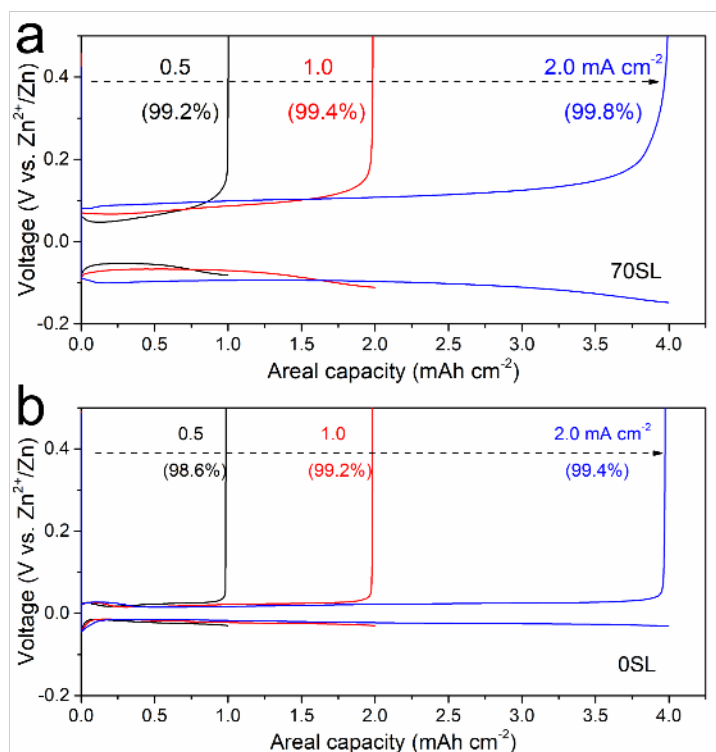 a
0.5 1.0 2.0 mA cm⁻²
(99.2%) (99.4%) (99.8%)
70SL
Voltage (V vs. Zn²⁺/Zn)
0.4
0.2
0.0
-0.2
0.0 0.5 1.0 1.5 2.0 2.5 3.0 3.5 4.0
Areal capacity (mAh cm⁻²)
b
0.5 1.0 2.0 mA cm⁻²
(98.6%) (99.2%) (99.4%)
0SL
Voltage (V vs. Zn²⁺/Zn)
0.4
0.2
0.0
-0.2
0.0 0.5 1.0 1.5 2.0 2.5 3.0 3.5 4.0
Areal capacity (mAh cm⁻²)